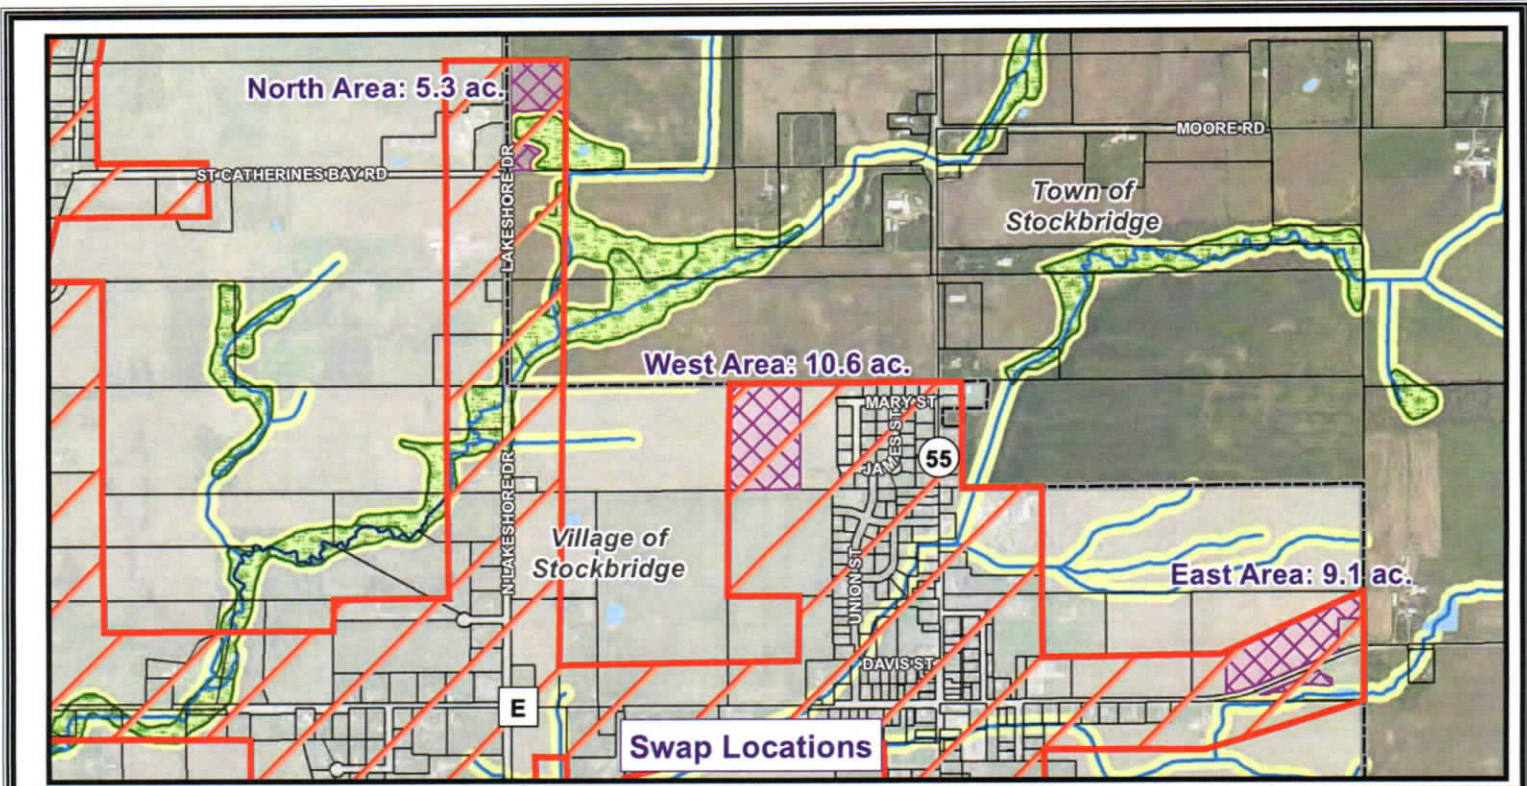 North Area: 5.3 ac.
MOORE RD
ST CATHERINES BAY RD
LAKESHORE DR
Town of
Stockbridge
West Area: 10.6 ac.
MARY ST
JAMES ST
55
N LAKESHORE DR
Village of
Stockbridge
UNION ST
East Area: 9.1 ac.
DAVIS ST
E
Swap Locations